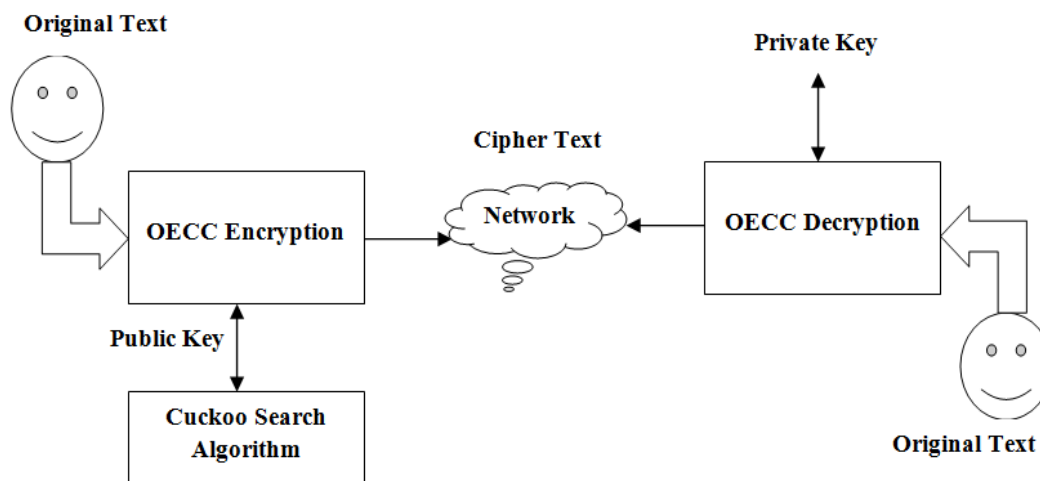 Original Text
Private Key
Cipher Text
OECC Encryption
Network
OECC Decryption
Public Key
Cuckoo Search
Algorithm
Original Text